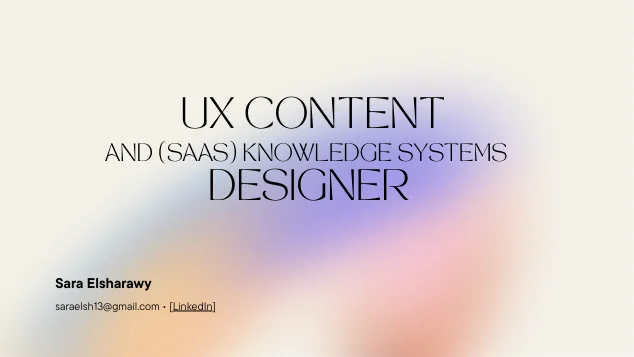 UX CONTENT
AND (SAAS) KNOWLEDGE SYSTEMS
DESIGNER
Sara Elsharawy
saraelsh13@gmail.com • [LinkedIn]